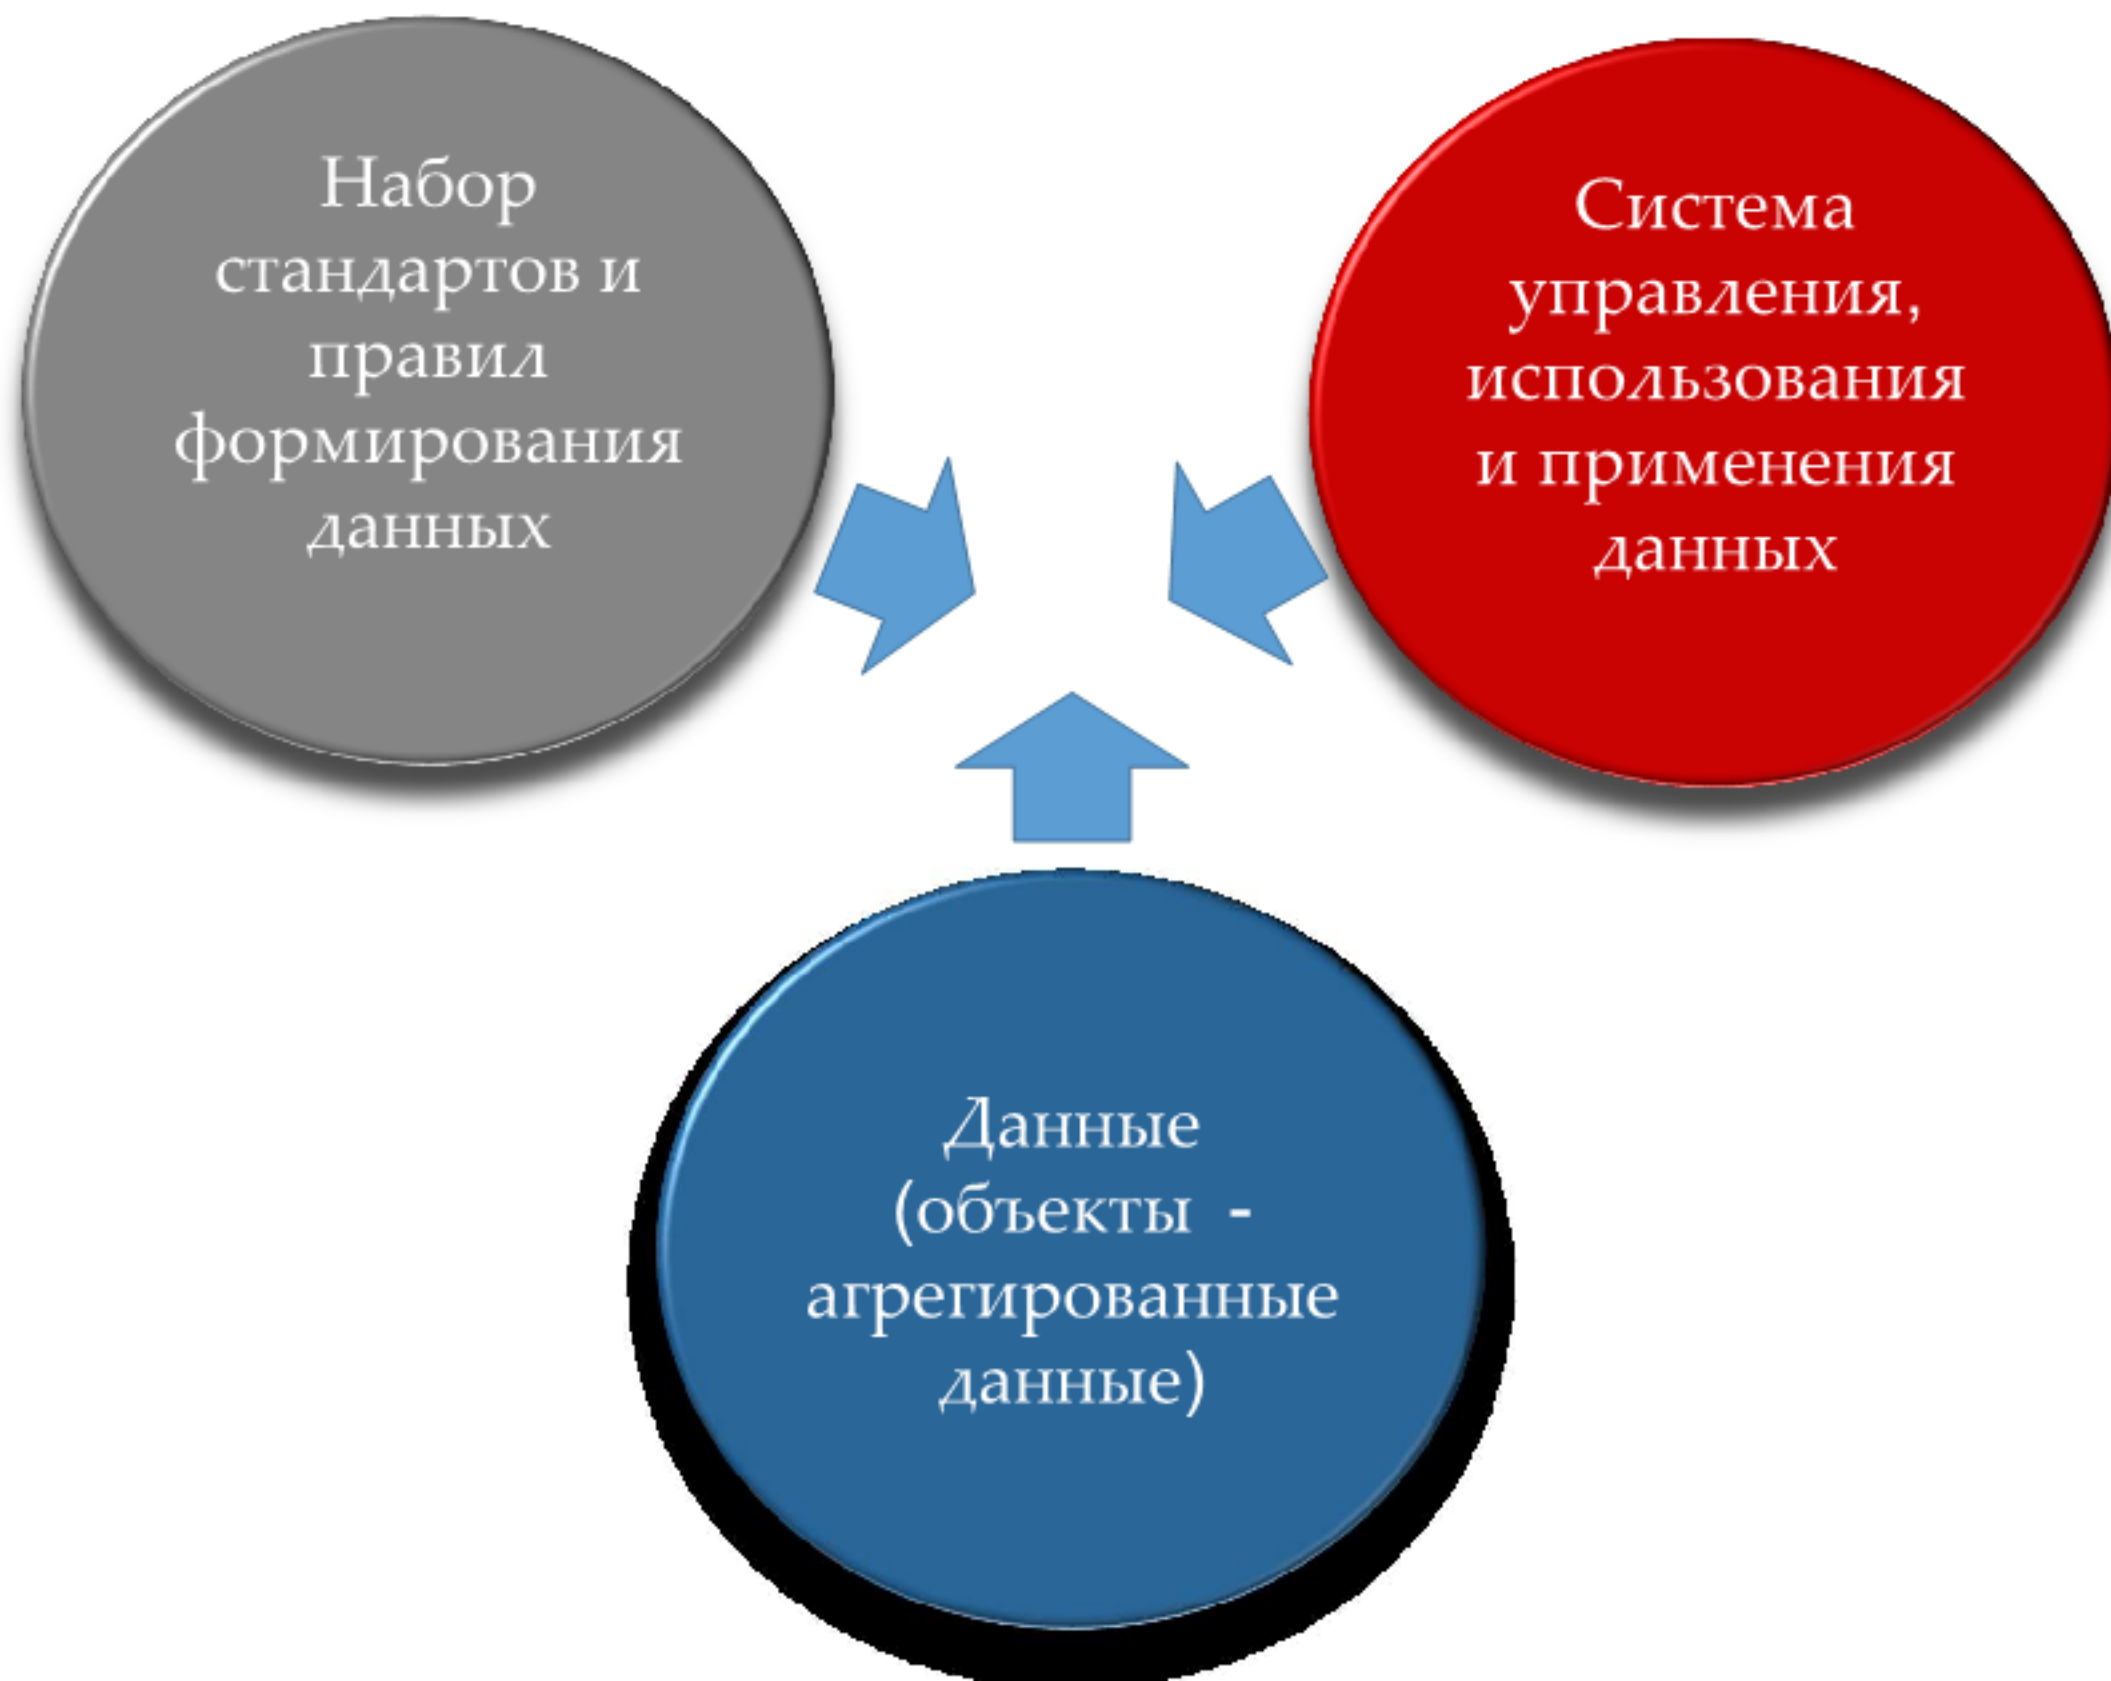 Набор
стандартов и
правил
формирования
данных
Система
управления,
использования
и применения
данных
Данные
(объекты -
агрегированные
данные)